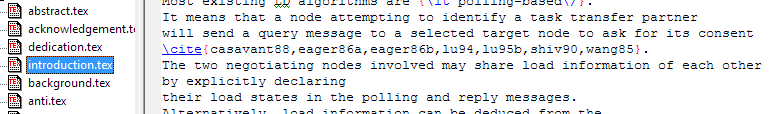 abstract.tex
acknowledgement.te
dedication.tex
introduction.tex
background.tex
anti.tex
Most existing LD algorithms are {\it polling-based\/}.
It means that a node attempting to identify a task transfer partner
will send a query message to a selected target node to ask for its consent
\cite{casavant88,eager86a,eager86b,lu94,lu95b,shiv90,wang85}.
The two negotiating nodes involved may share load information of each other
by explicitly declaring
their load states in the polling and reply messages.
Alternatively, load information can be deduced from the